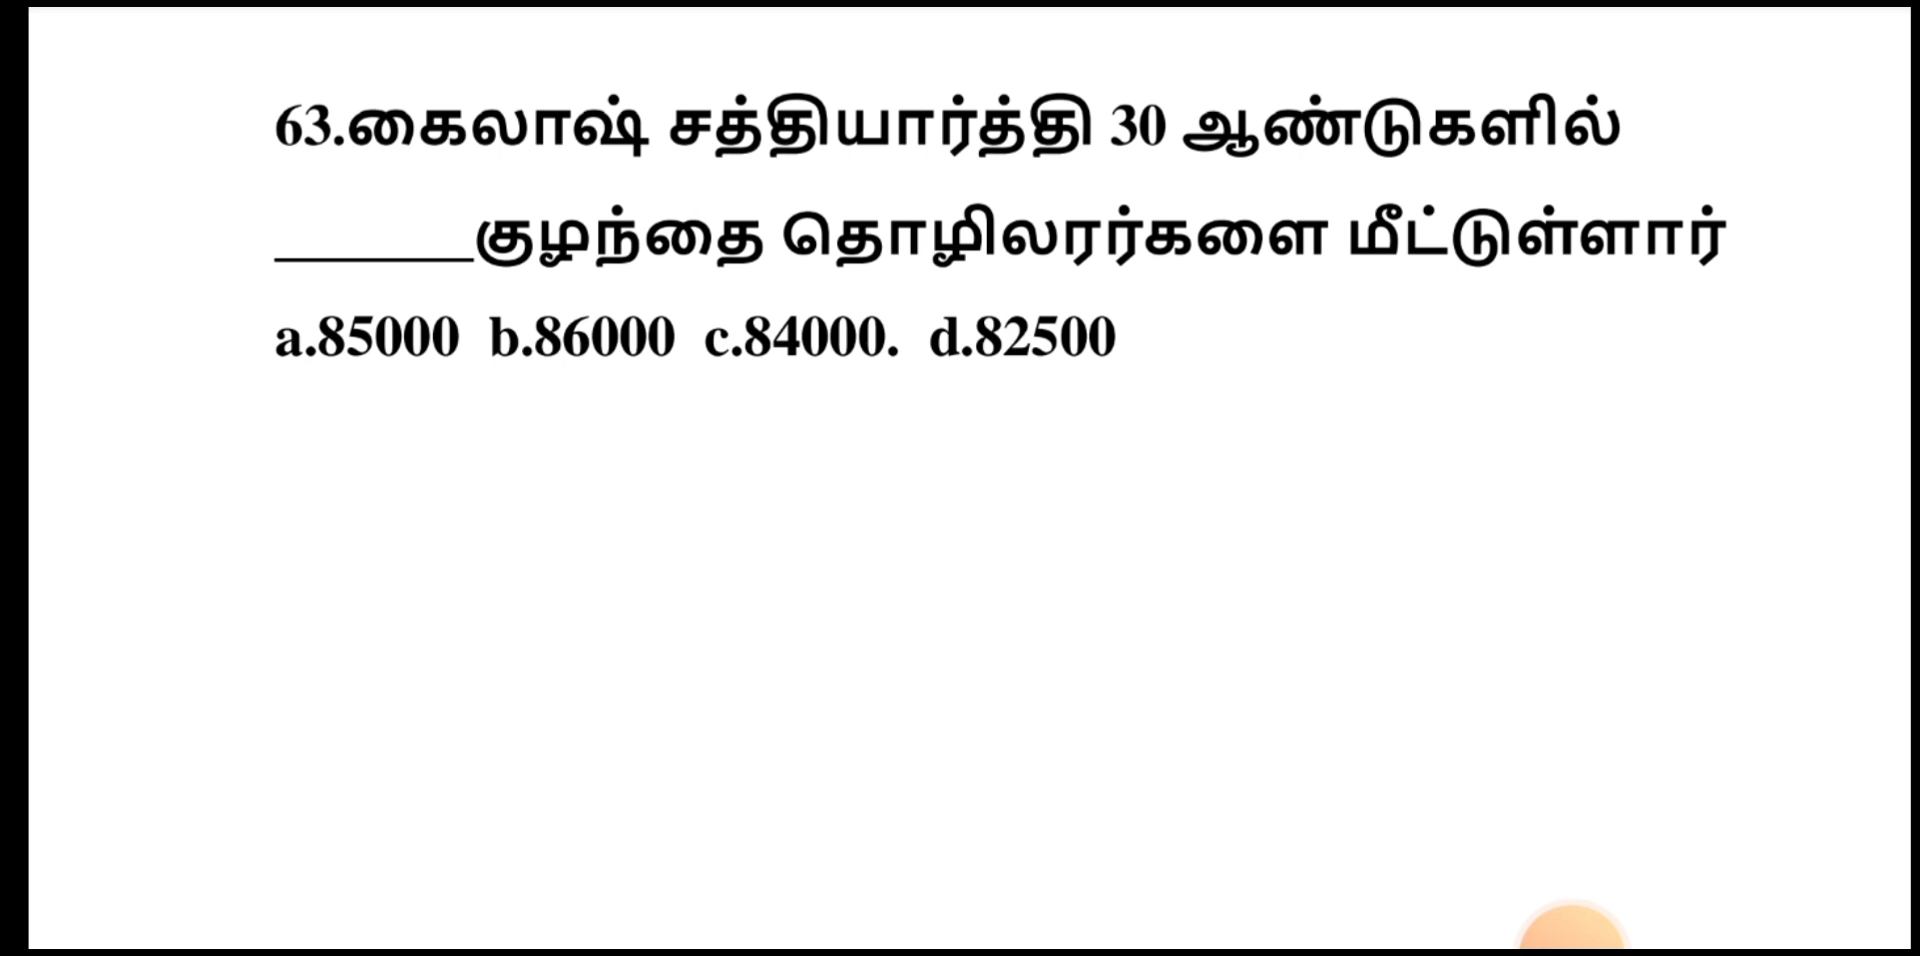 63.கைலாஷ் சத்தியார்த்தி 30 ஆண்டுகளில்
_______குழந்தை தொழிலரர்களை மீட்டுள்ளார்
a.85000 b.86000 c.84000. d.82500